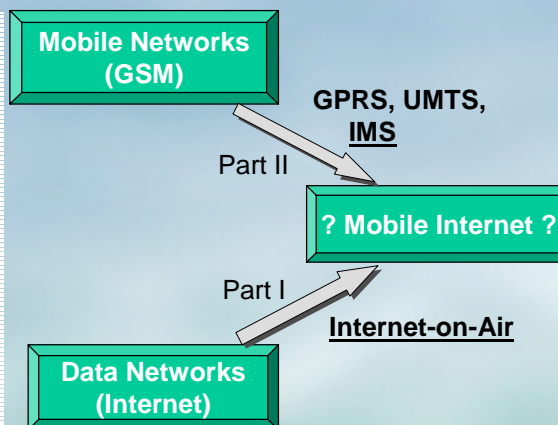 Mobile Networks
(GSM)
GPRS, UMTS,
IMS
Part II
? Mobile Internet ?
Part I
Internet-on-Air
Data Networks
(Internet)